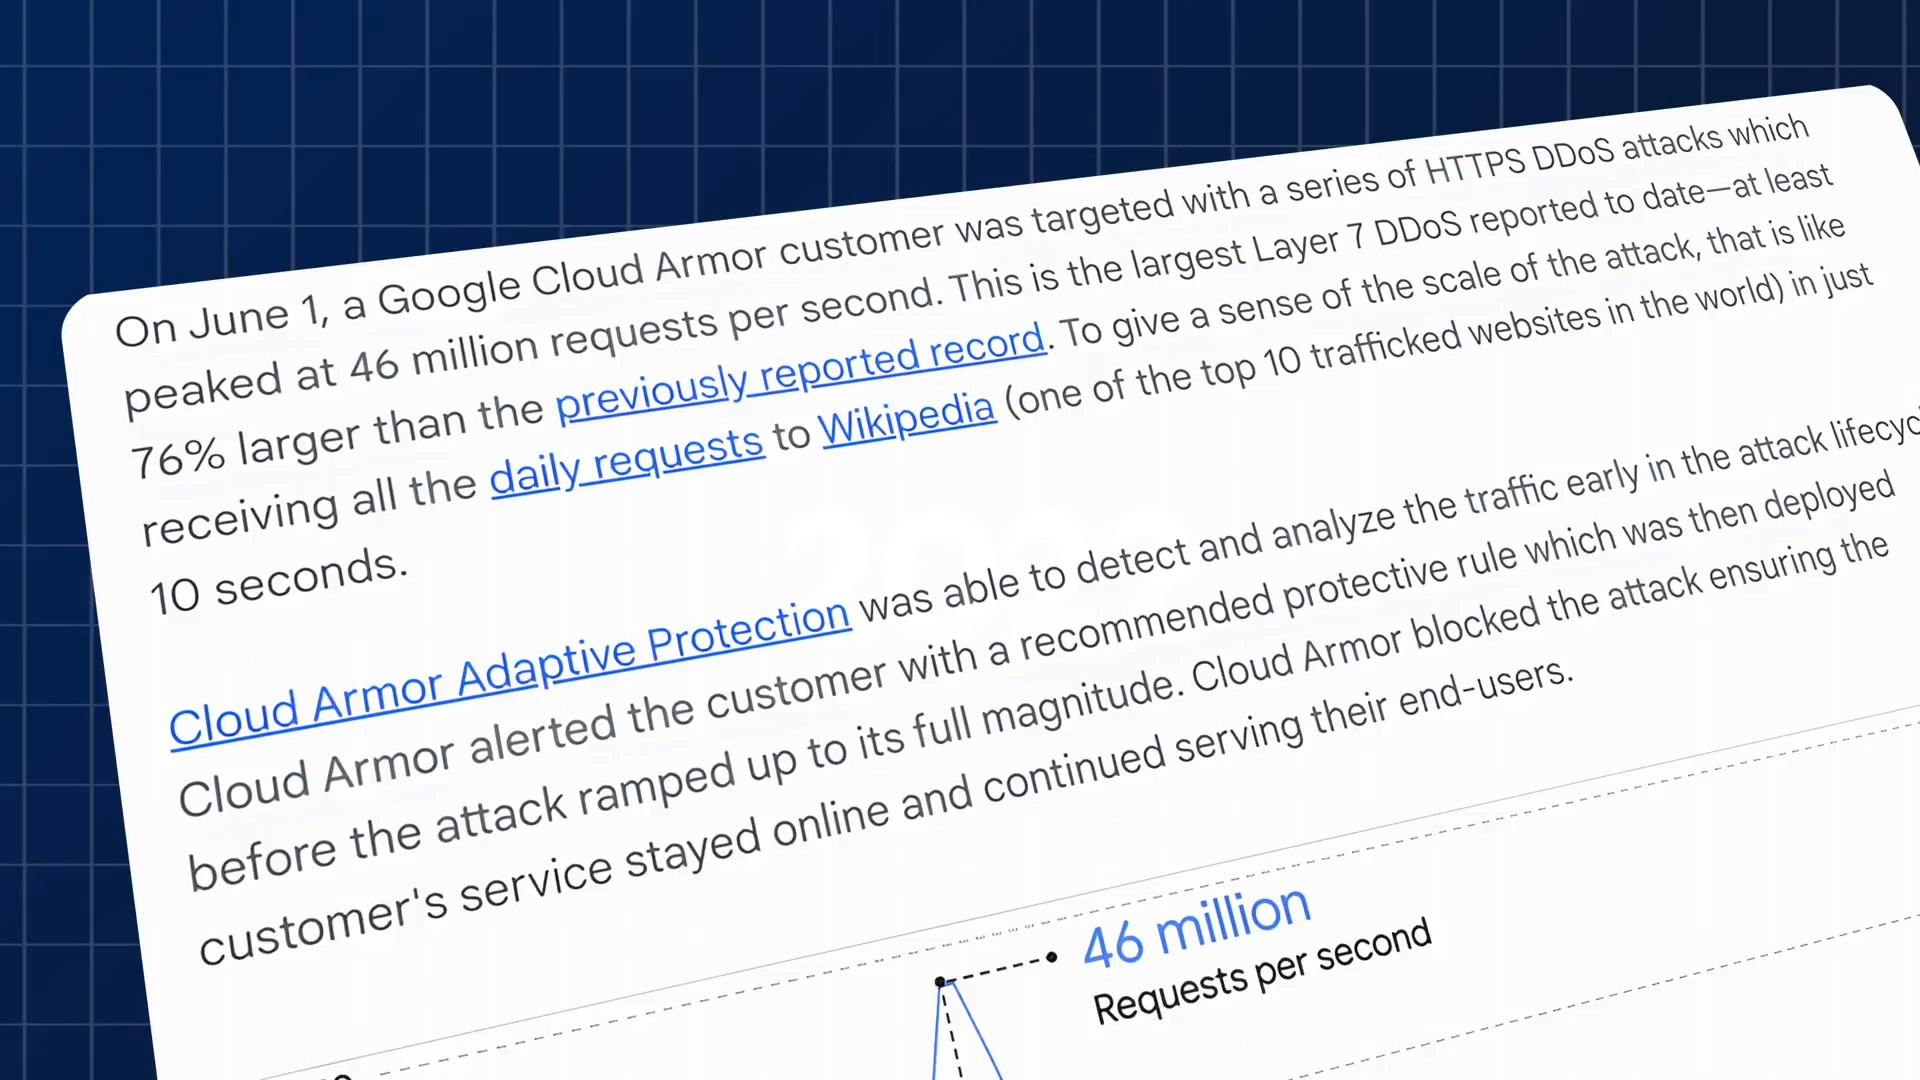 On June 1, a Google Cloud Armor customer was targeted with a series of HTTPS DDoS attacks which
peaked at 46 million requests per second. This is the largest Layer 7 DDoS reported to date—at least
76% larger than the previously reported record. To give a sense of the scale of the attack, that is like
receiving all the daily requests to Wikipedia (one of the top 10 trafficked websites in the world) in just
10 seconds.
Cloud Armor Adaptive Protection was able to detect and analyze the traffic early in the attack
Cloud Armor alerted the customer with a recommended protective rule which was then deployed
before the attack ramped up to its full magnitude. Cloud Armor blocked the attack ensuring the
customer's service stayed online and continued serving their end-users.
46 million
Requests per second